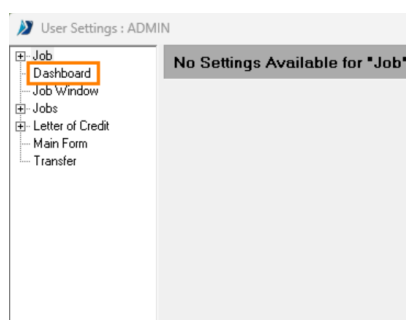 User Settings : ADMIN
Job
Dashboard
Job Window
Jobs
Letter of Credit
Main Form
Transfer
No Settings Available for "Job"